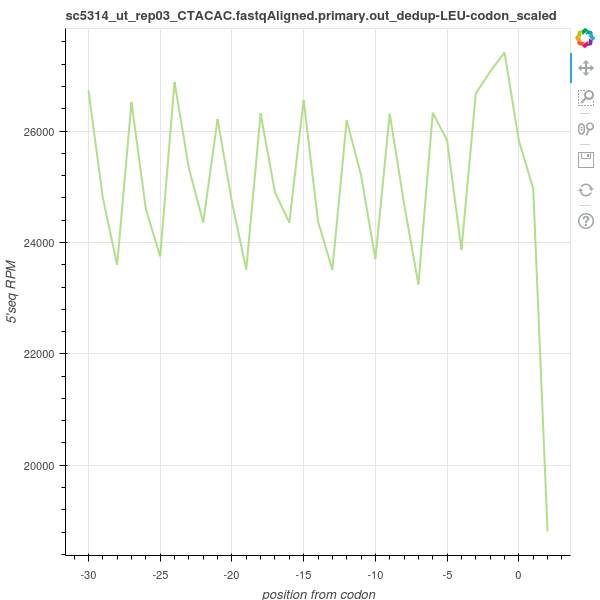 sc5314_ut_rep03_CTACAC.fastqAligned.primary.out_dedup-LEU-codon_scaled
26000
24000
22000
20000
5'seq RPM
-30 -25 -20 -15 -10 -5 0
position from codon